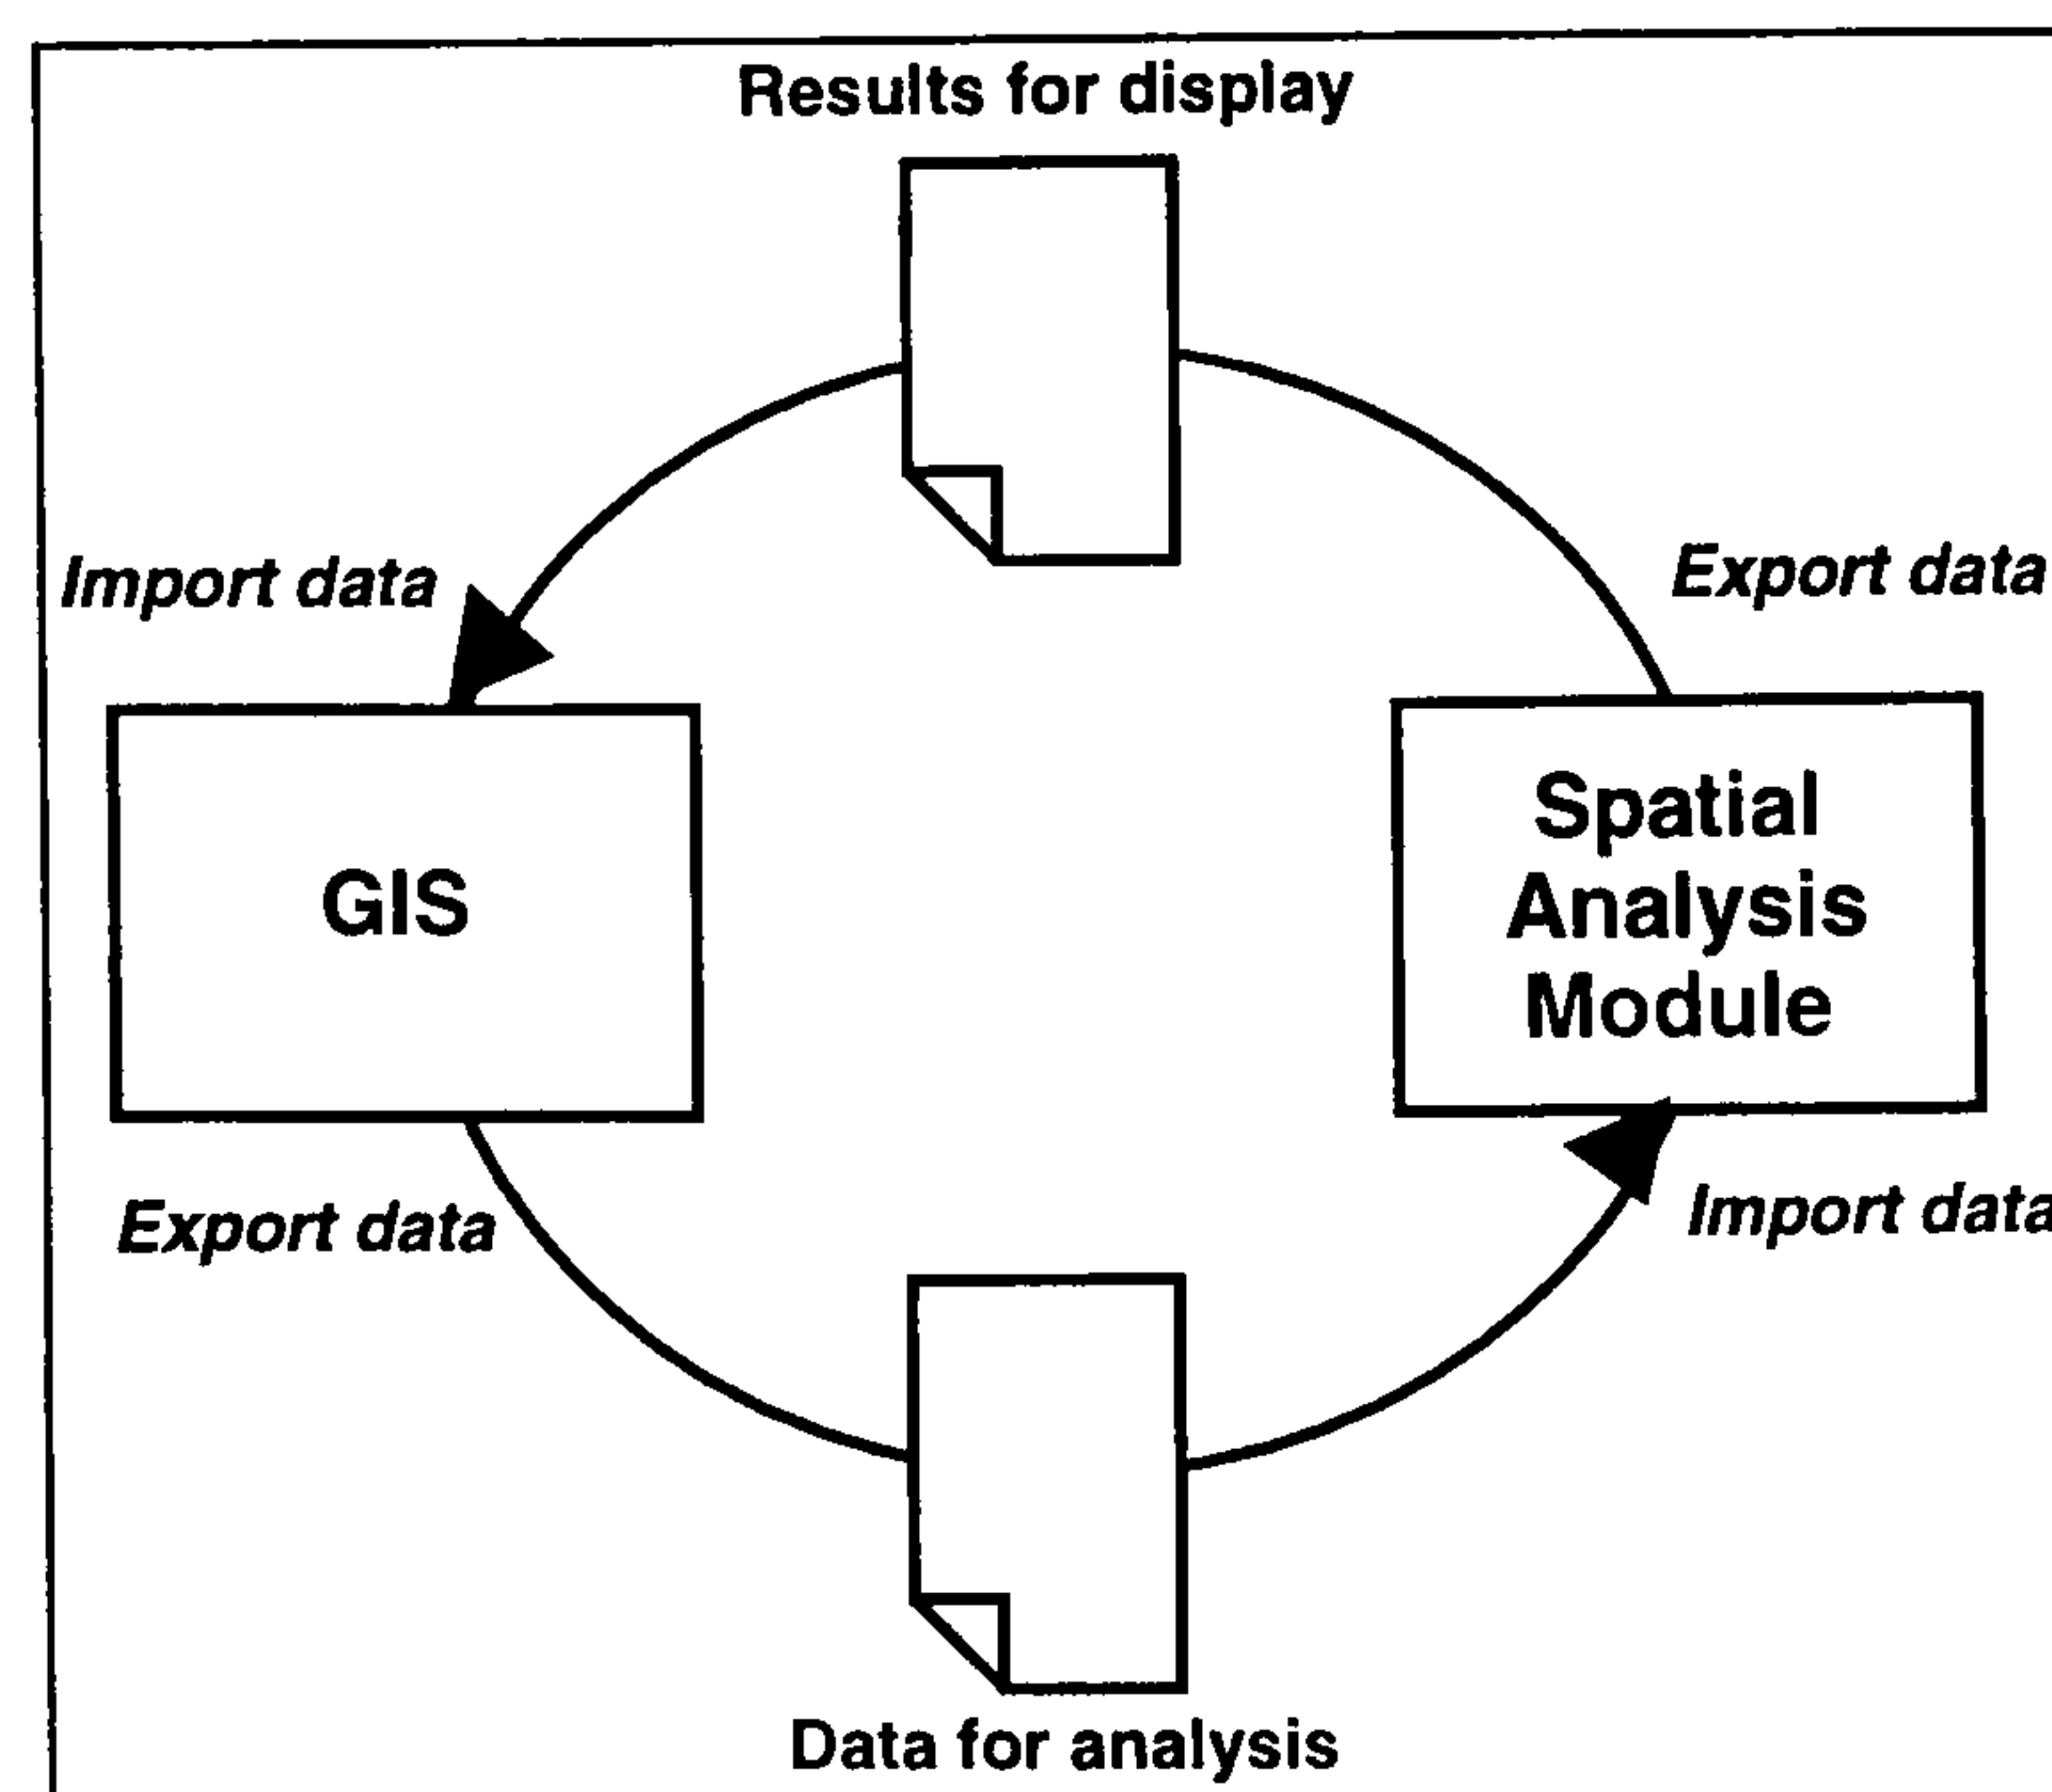 Results for display
Import data
Export data
GIS
Spatial
Analysis
Module
Export data
Import data
Data for analysis